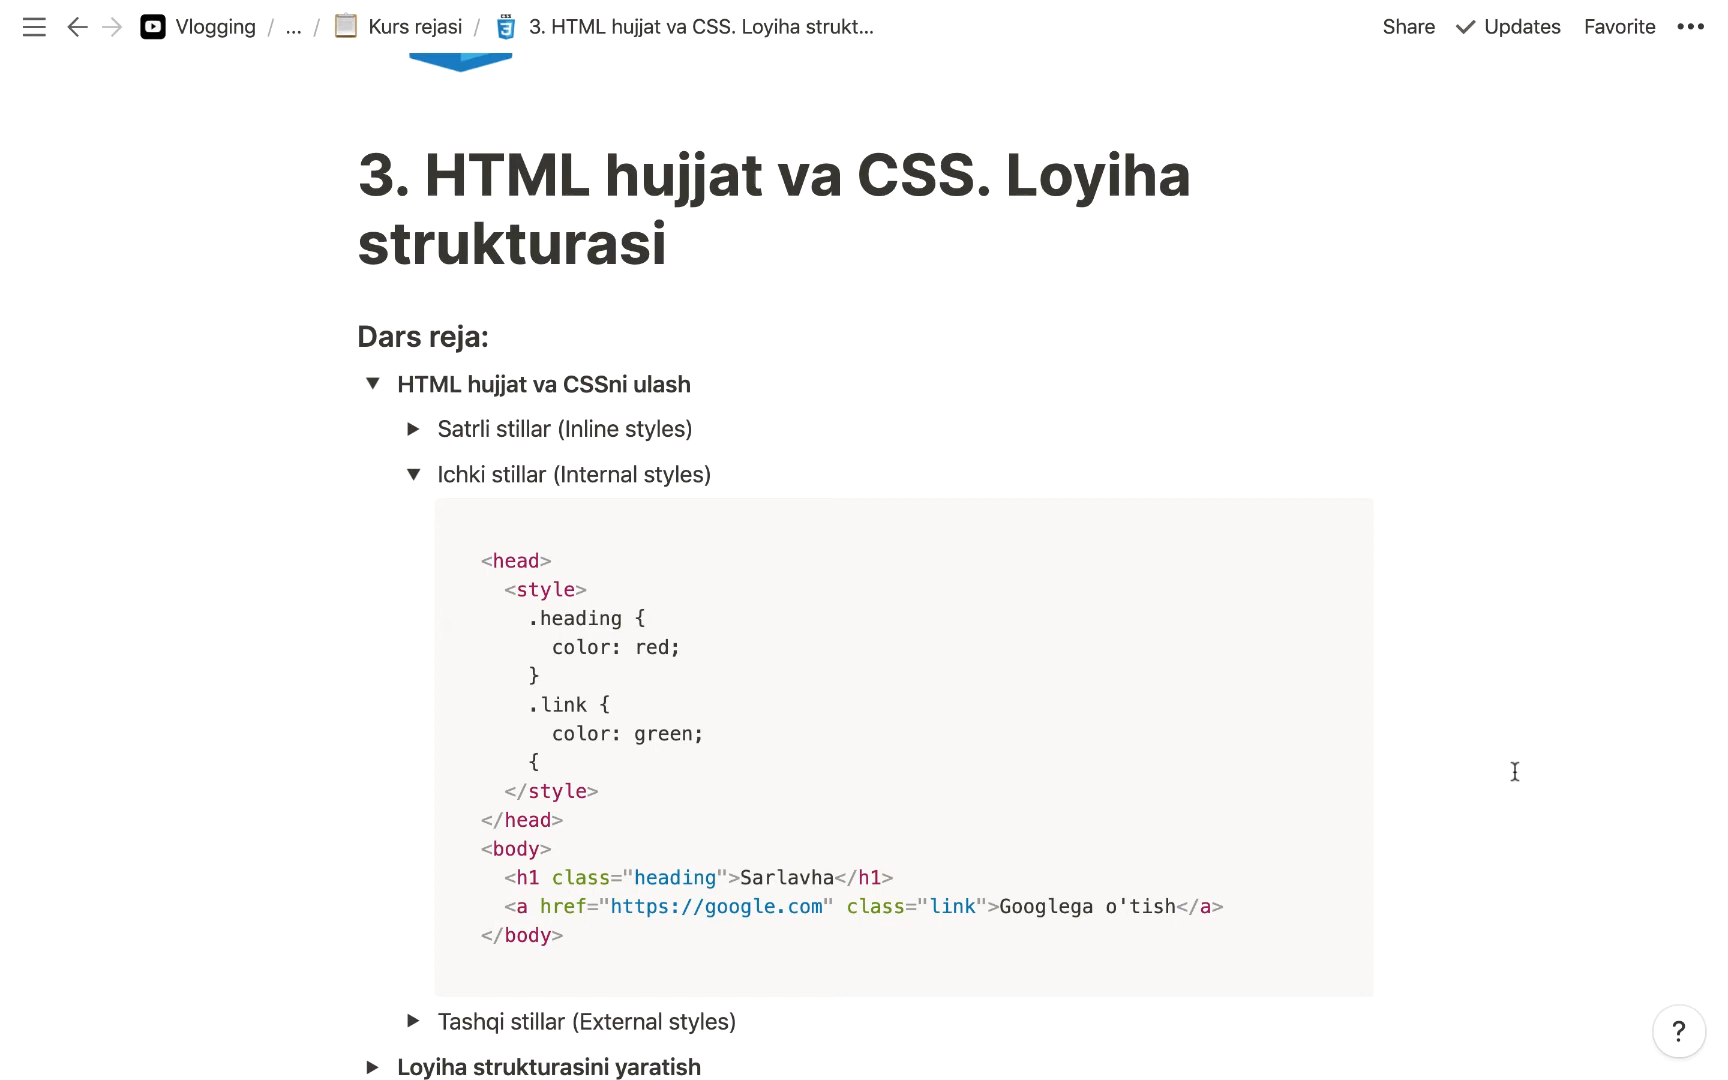 Vlogging / ... / Kurs rejasi / 3. HTML hujjat va CSS. Loyiha strukt... Share Updates Favorite
3. HTML hujjat va CSS. Loyiha
strukturasi
Dars reja:
HTML hujjat va CSSni ulash
Satrli stillar (Inline styles)
Ichki stillar (Internal styles)
<head>
  <style>
    .heading {
      color: red;
    }
    .link {
      color: green;
    {
  </style>
</head>
<body>
  <h1 class="heading">Sarlavha</h1>
  <a href="https://google.com" class="link">Googlega o'tish</a>
</body>
Tashqi stillar (External styles)
?
Loyiha strukturasini yaratish